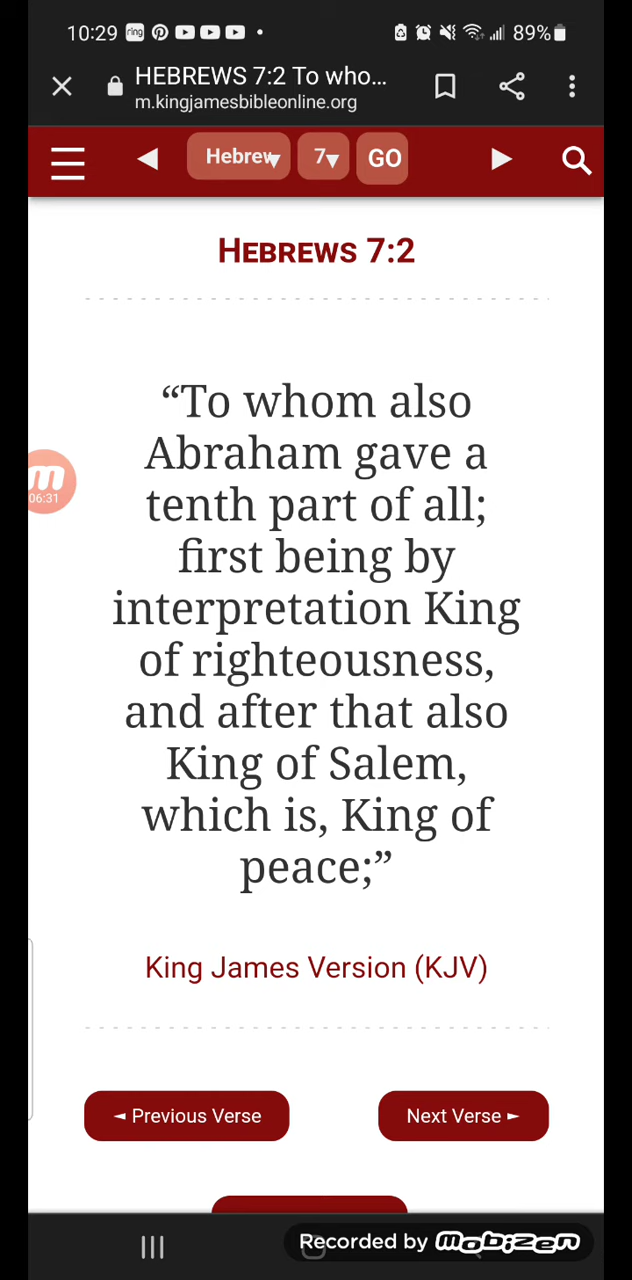 10:29 ring 89%
HEBREWS 7:2 To who...
m.kingjamesbibleonline.org
Hebrew 7 GO
HEBREWS 7:2
“To whom also
Abraham gave a
tenth part of all;
first being by
interpretation King
of righteousness,
and after that also
King of Salem,
which is, King of
peace;”
m
06:31
King James Version (KJV)
◄ Previous Verse
Next Verse ►
Recorded by mobizen